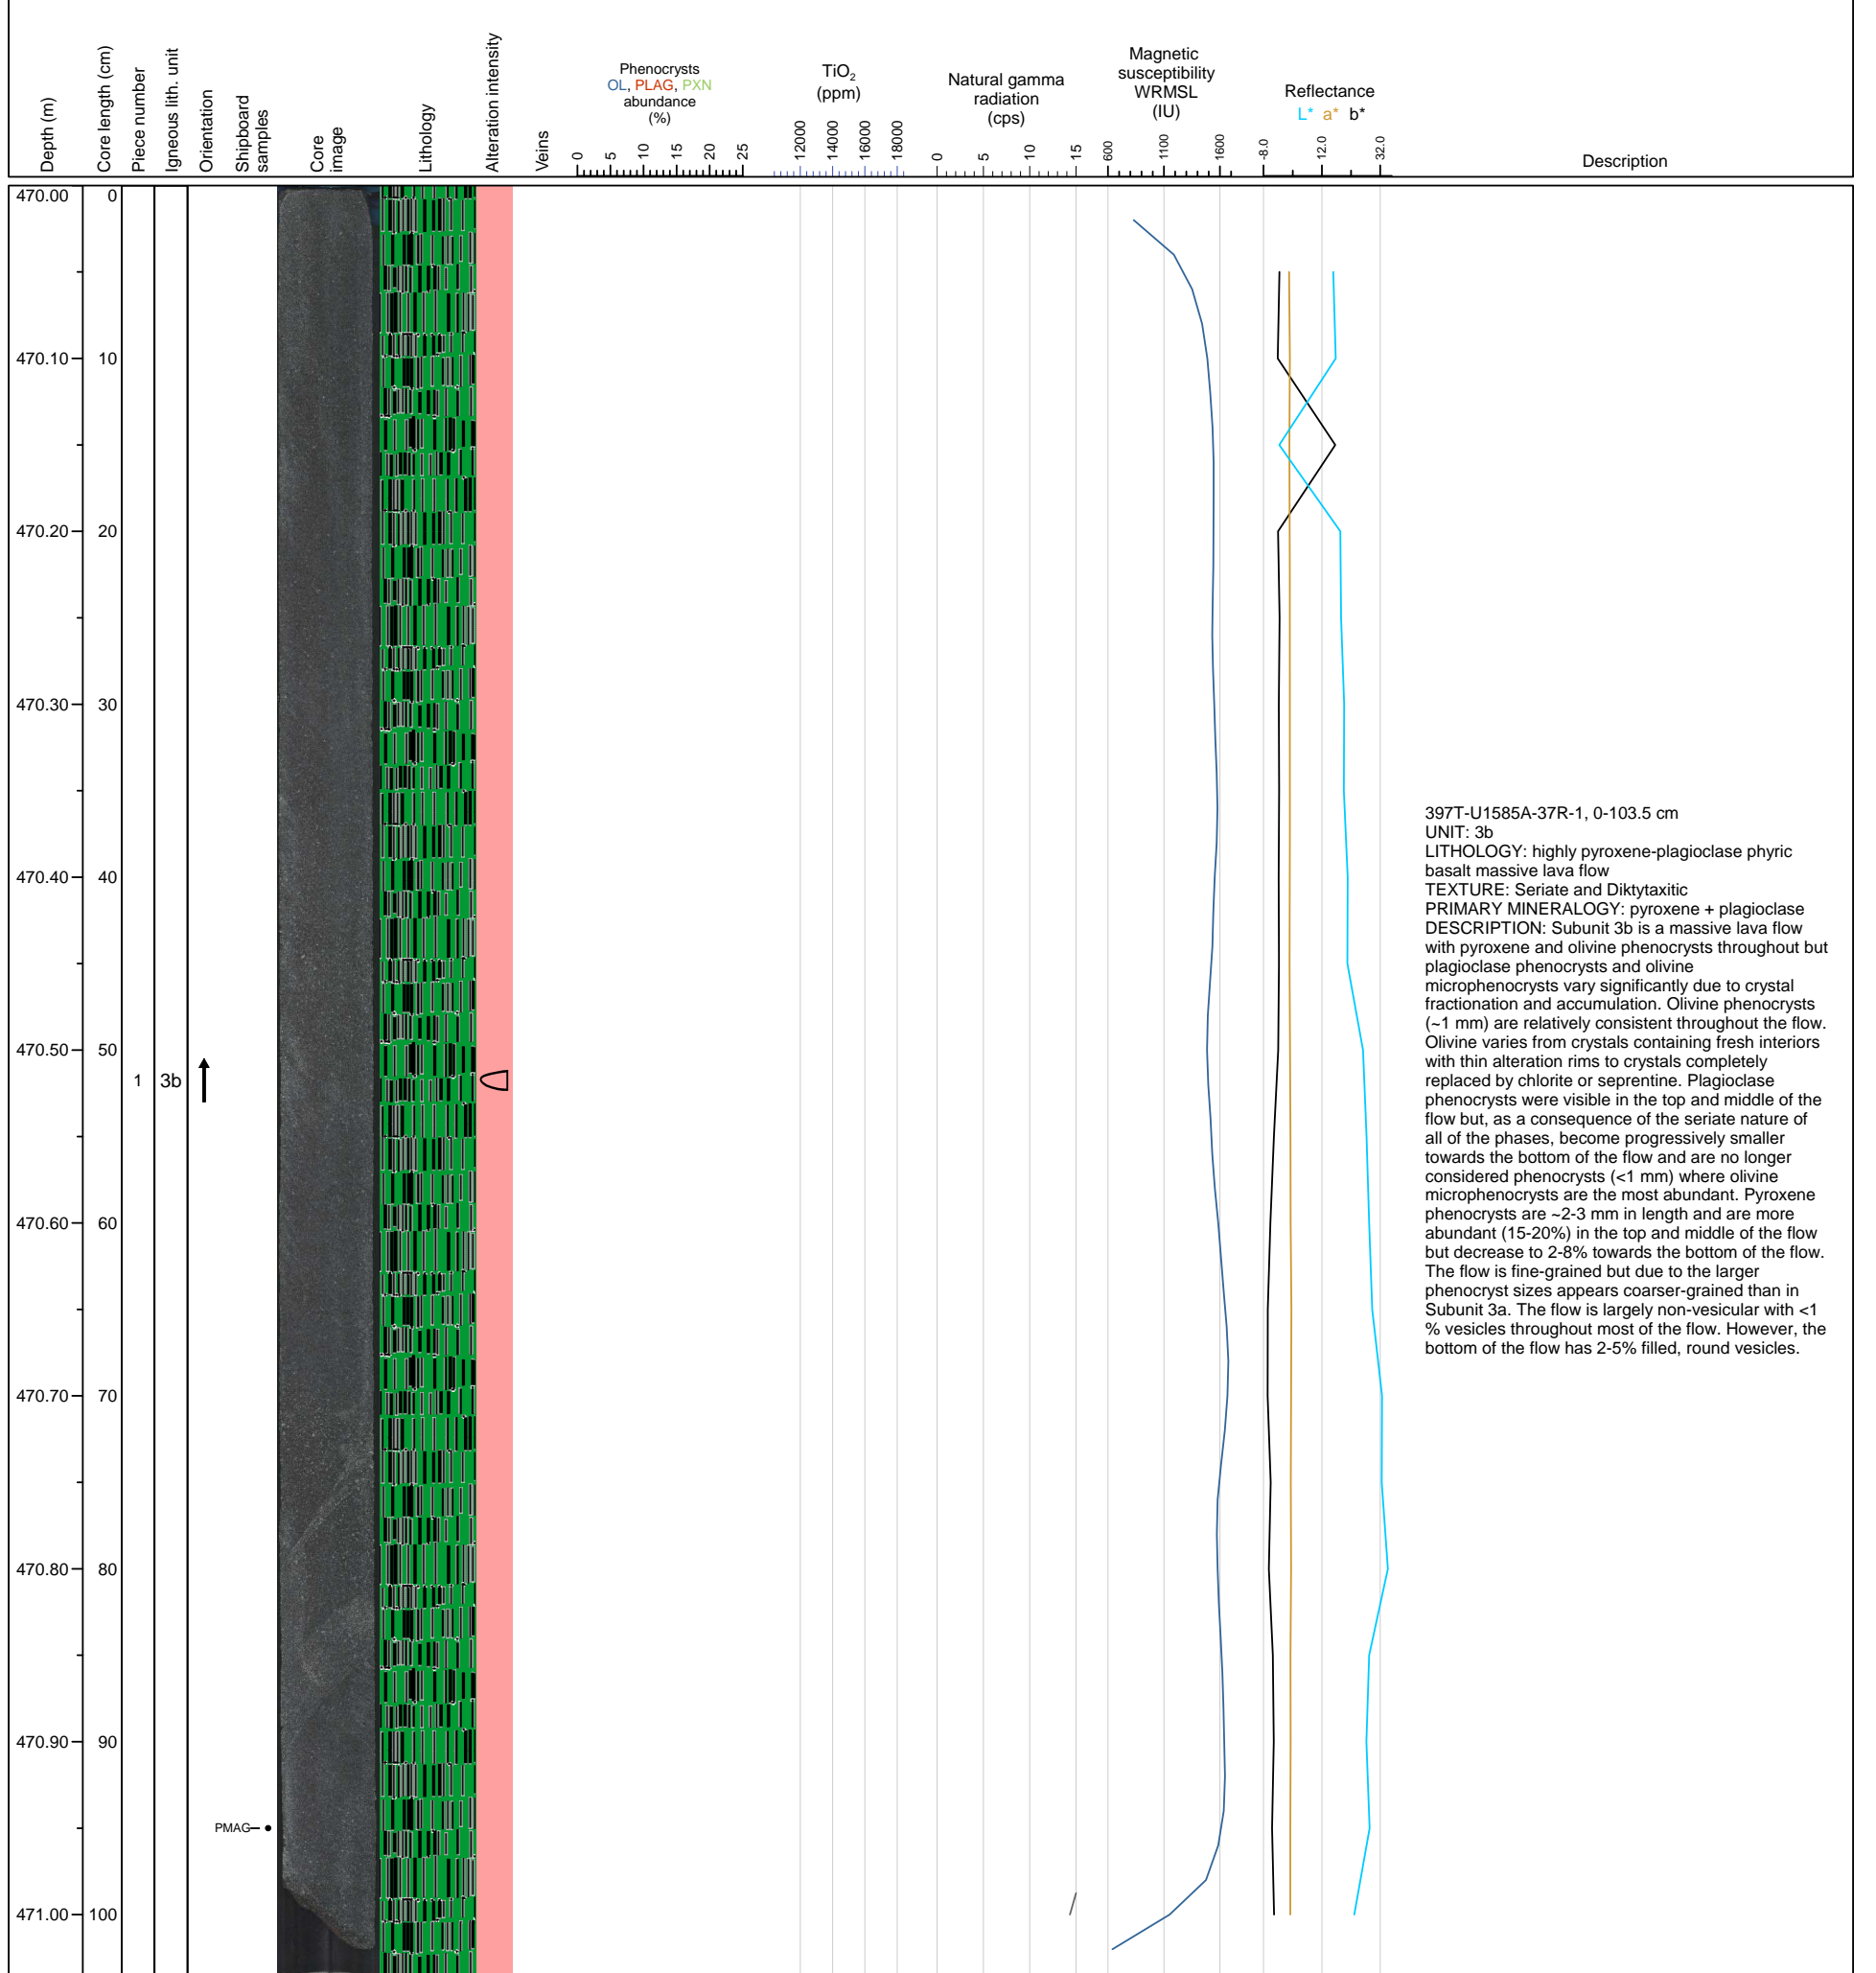 Depth (m)
Core length (cm)
Piece number
Igneous lith. unit
Orientation
Shipboard
samples
Core
image
Lithology
Alteration intensity
Veins
Phenocrysts
OL, PLAG, PXN
abundance
(%)
0 5 10 15 20 25
TiO₂
(ppm)
12000 14000 16000 18000
Natural gamma
radiation
(cps)
0 5 10 15
Magnetic
susceptibility
WRMSL
(IU)
600 1100 1600
Reflectance
L* a* b*
-8.0 12.0 32.0
Description
470.00 0
470.10 10
470.20 20
470.30 30
470.40 40
470.50 50
1 3b
470.60 60
470.70 70
470.80 80
470.90 90
PMAG
471.00 100
397T-U1585A-37R-1, 0-103.5 cm
UNIT: 3b
LITHOLOGY: highly pyroxene-plagioclase phyric
basalt massive lava flow
TEXTURE: Seriate and Diktytaxitic
PRIMARY MINERALOGY: pyroxene + plagioclase
DESCRIPTION: Subunit 3b is a massive lava flow
with pyroxene and olivine phenocrysts throughout but
plagioclase phenocrysts and olivine
microphenocrysts vary significantly due to crystal
fractionation and accumulation. Olivine phenocrysts
(~1 mm) are relatively consistent throughout the flow.
Olivine varies from crystals containing fresh interiors
with thin alteration rims to crystals completely
replaced by chlorite or seprentine. Plagioclase
phenocrysts were visible in the top and middle of the
flow but, as a consequence of the seriate nature of
all of the phases, become progressively smaller
towards the bottom of the flow and are no longer
considered phenocrysts (<1 mm) where olivine
microphenocrysts are the most abundant. Pyroxene
phenocrysts are ~2-3 mm in length and are more
abundant (15-20%) in the top and middle of the flow
but decrease to 2-8% towards the bottom of the flow.
The flow is fine-grained but due to the larger
phenocryst sizes appears coarser-grained than in
Subunit 3a. The flow is largely non-vesicular with <1
% vesicles throughout most of the flow. However, the
bottom of the flow has 2-5% filled, round vesicles.